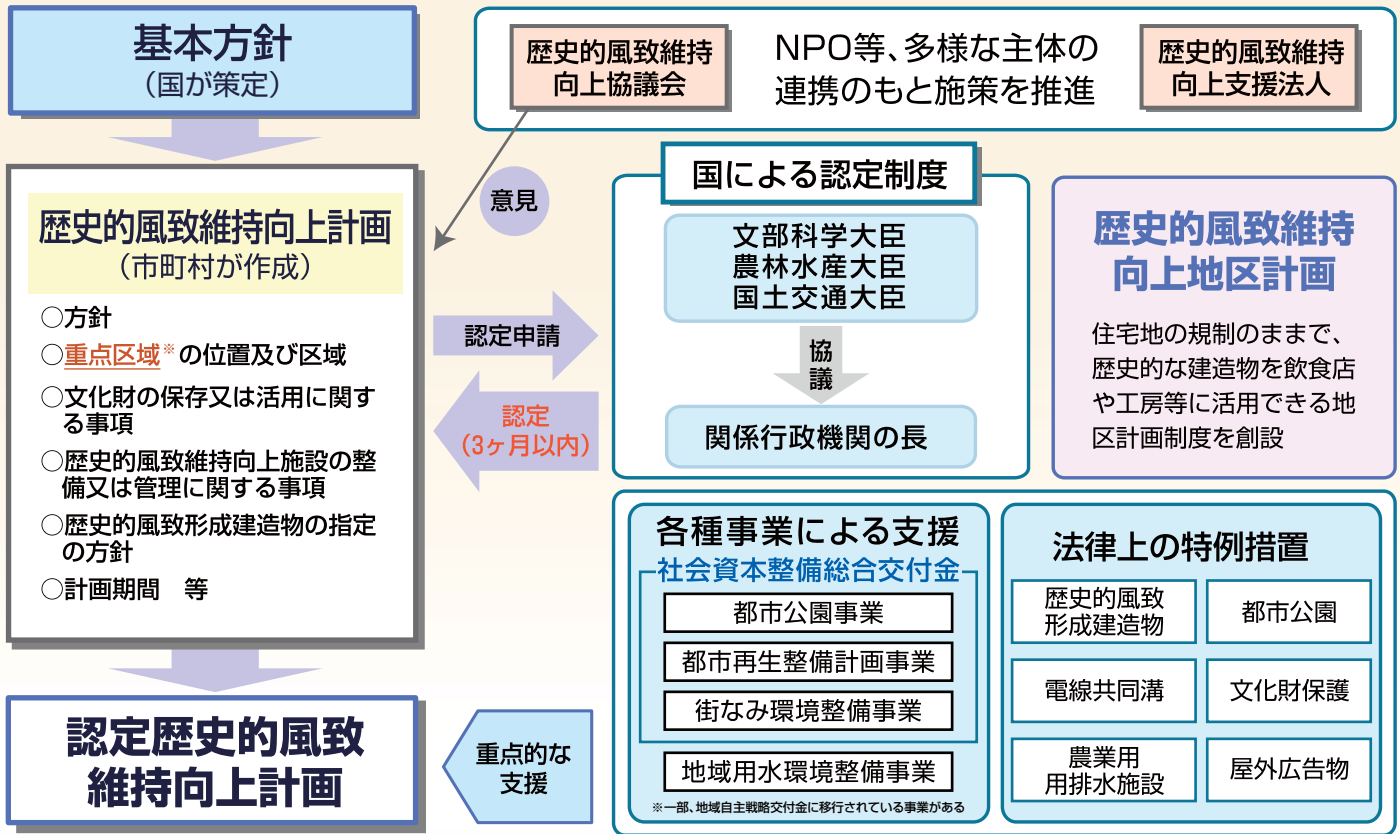 基本方針
（国が策定）
歴史的風致維持
向上協議会
NPO等、多様な主体の
連携のもと施策を推進
歴史的風致維持
向上支援法人
意見
歴史的風致維持向上計画
（市町村が作成）
○方針
○重点区域※の位置及び区域
○文化財の保存又は活用に関す
る事項
○歴史的風致維持向上施設の整
備又は管理に関する事項
○歴史的風致形成建造物の指定
の方針
○計画期間　等
認定申請
認定
（3ヶ月以内）
国による認定制度
文部科学大臣
農林水産大臣
国土交通大臣
協
議
関係行政機関の長
歴史的風致維持
向上地区計画
住宅地の規制のままで、
歴史的な建造物を飲食店
や工房等に活用できる地
区計画制度を創設
認定歴史的風致
維持向上計画
重点的な
支援
各種事業による支援
社会資本整備総合交付金
都市公園事業
都市再生整備計画事業
街なみ環境整備事業
地域用水環境整備事業
※一部、地域自主戦略交付金に移行されている事業がある
法律上の特例措置
歴史的風致
形成建造物
都市公園
電線共同溝
文化財保護
農業用
用排水施設
屋外広告物